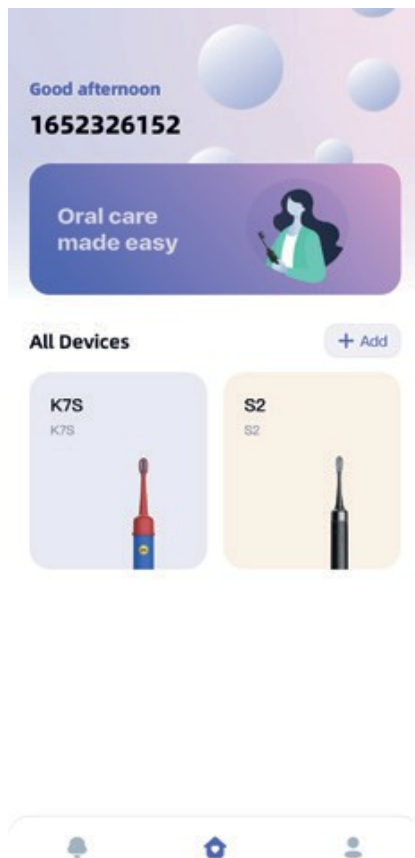 Good afternoon
1652326152
Oral care
made easy
All Devices
+ Add
K7S
K7S
S2
S2